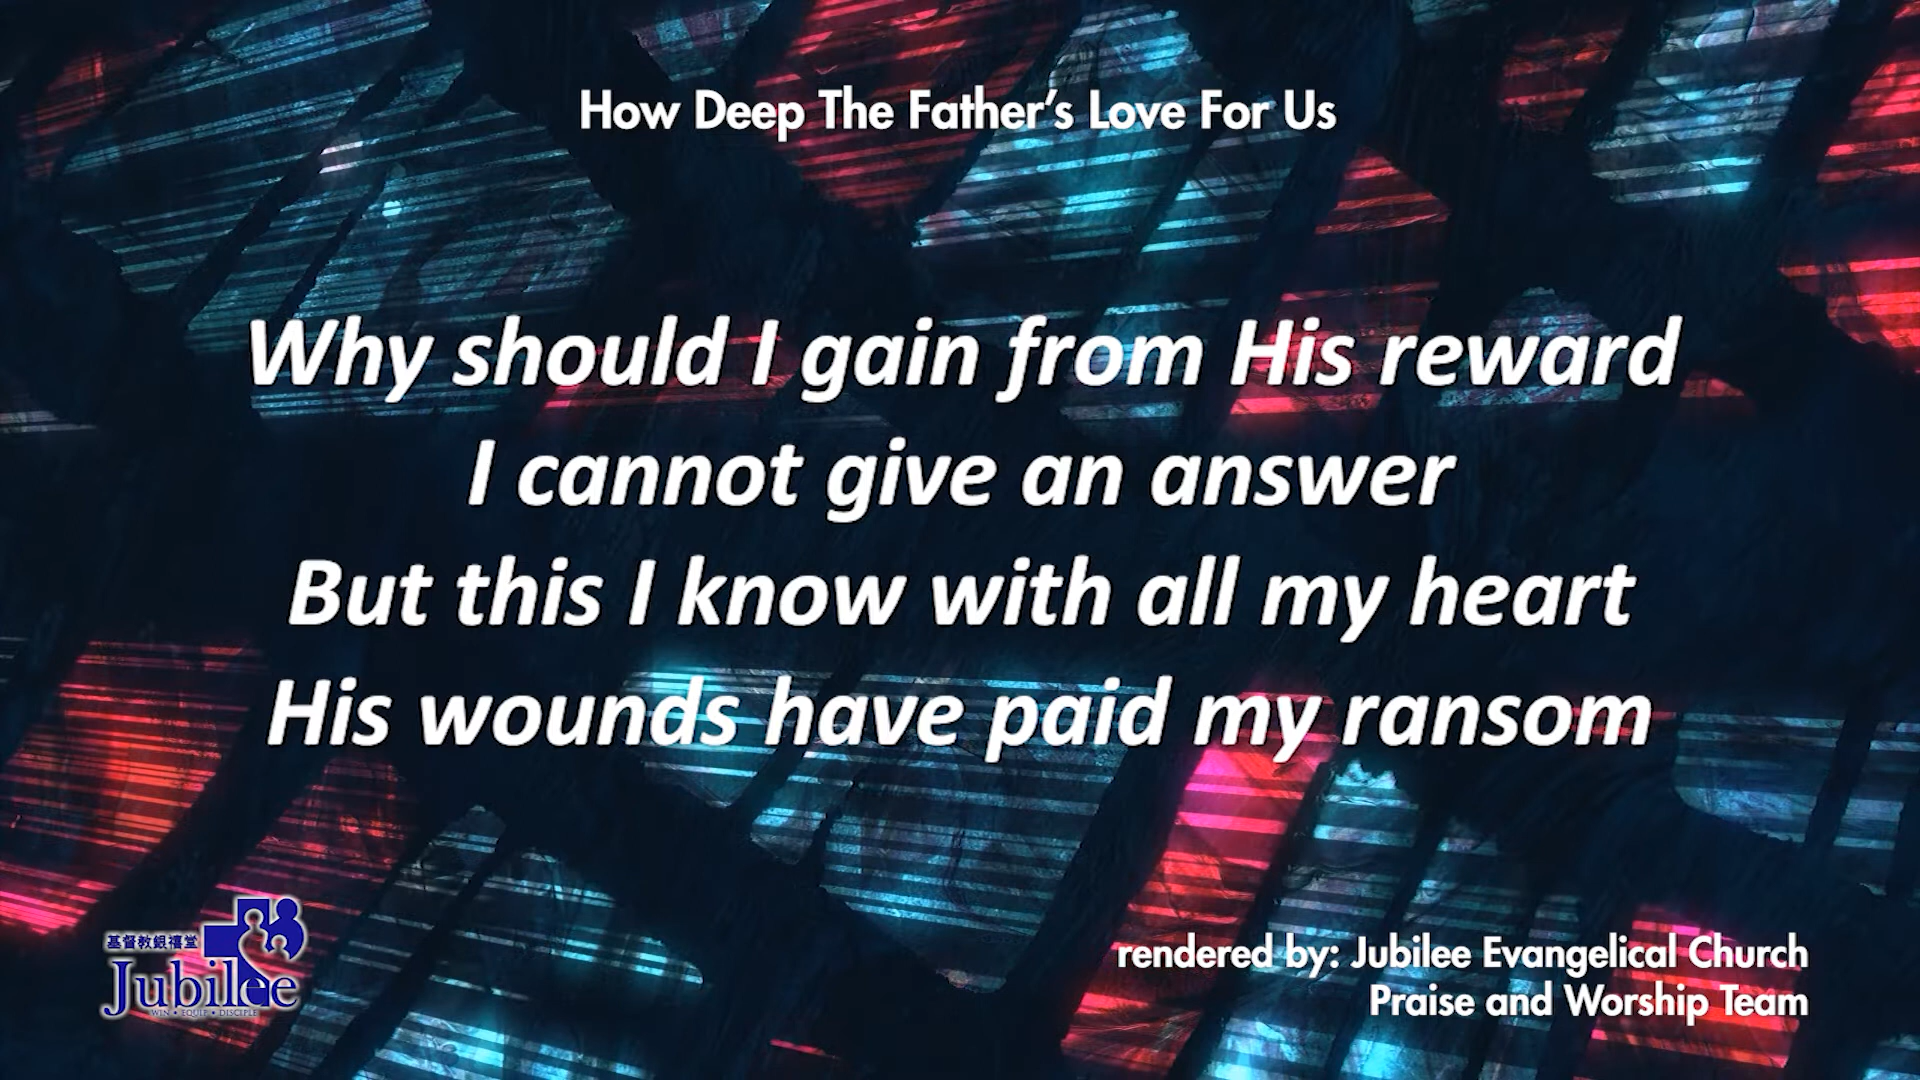 How Deep The Father's Love For Us
Why should I gain from His reward
I cannot give an answer
But this I know with all my heart
His wounds have paid my ransom
基督教銀禧堂
Jubilee
WIN • EQUIP • DISCIPLE
rendered by: Jubilee Evangelical Church
Praise and Worship Team